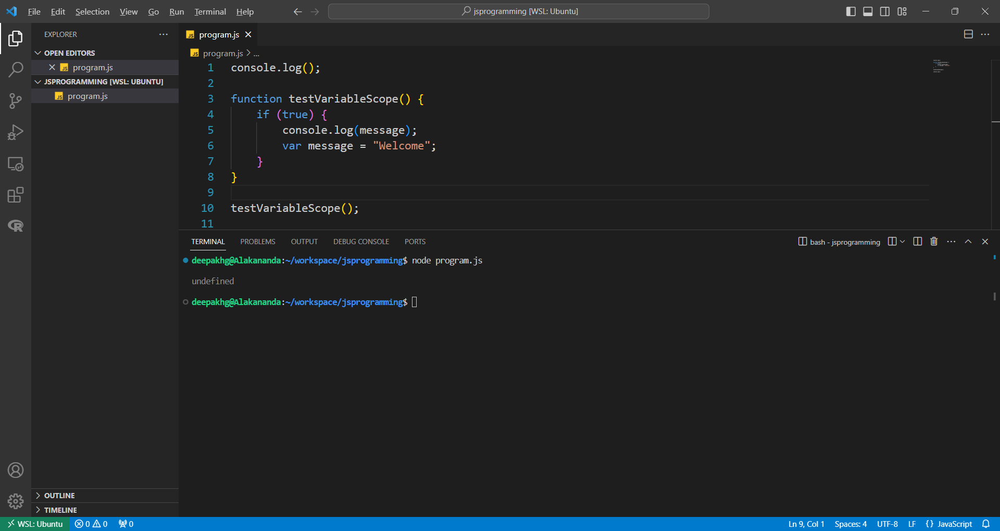 File Edit Selection View Go Run Terminal Help jsprogramming [WSL: Ubuntu]
EXPLORER
OPEN EDITORS
program.js
JSPROGRAMMING [WSL: UBUNTU]
program.js
OUTLINE
TIMELINE
program.js
program.js > ...
1 console.log();
2
3 function testVariableScope() {
4 if (true) {
5 console.log(message);
6 var message = "Welcome";
7 }
8 }
9
10 testVariableScope();
11
TERMINAL PROBLEMS OUTPUT DEBUG CONSOLE PORTS bash - jsprogramming
deepakhg@Alakananda:~/workspace/jsprogramming$ node program.js
undefined
deepakhg@Alakananda:~/workspace/jsprogramming$
WSL: Ubuntu 0 0 0 Ln 9, Col 1 Spaces: 4 UTF-8 LF {} JavaScript